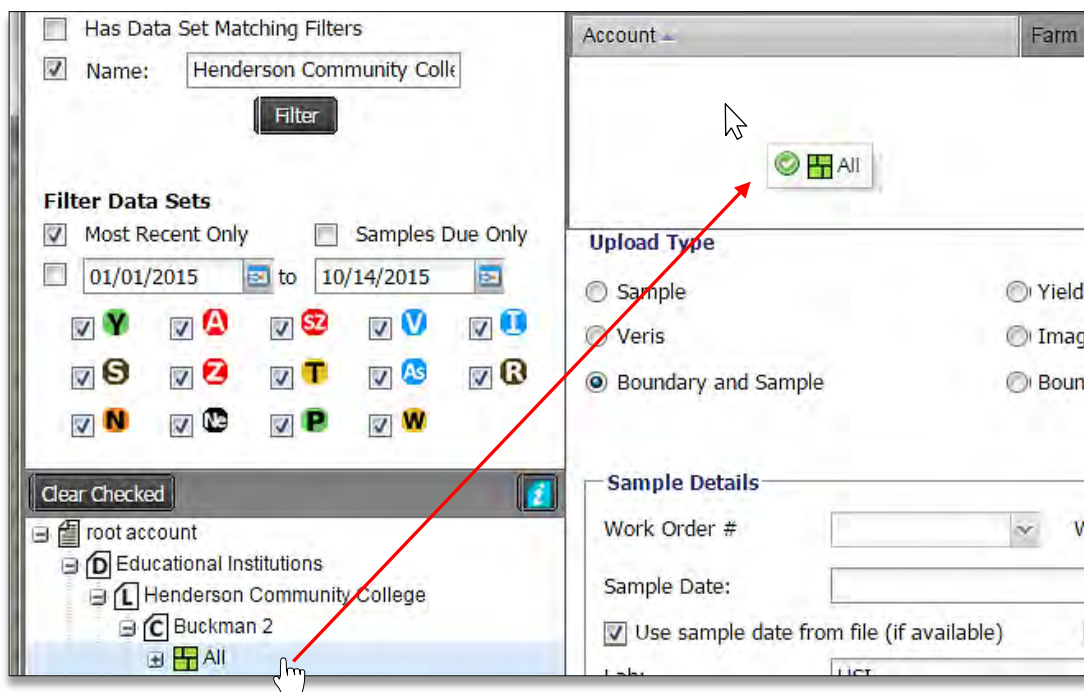 Has Data Set Matching Filters
Name: Henderson Community Colle
Filter
Filter Data Sets
Most Recent Only Samples Due Only
01/01/2015 to 10/14/2015
Y A SZ V I
S Z T As R
N Ne P W
Clear Checked i
root account
D Educational Institutions
L Henderson Community College
C Buckman 2
All
Account Farm
All
Upload Type
Sample Yield
Veris Imag
Boundary and Sample Boun
Sample Details
Work Order # W
Sample Date:
Use sample date from file (if available)